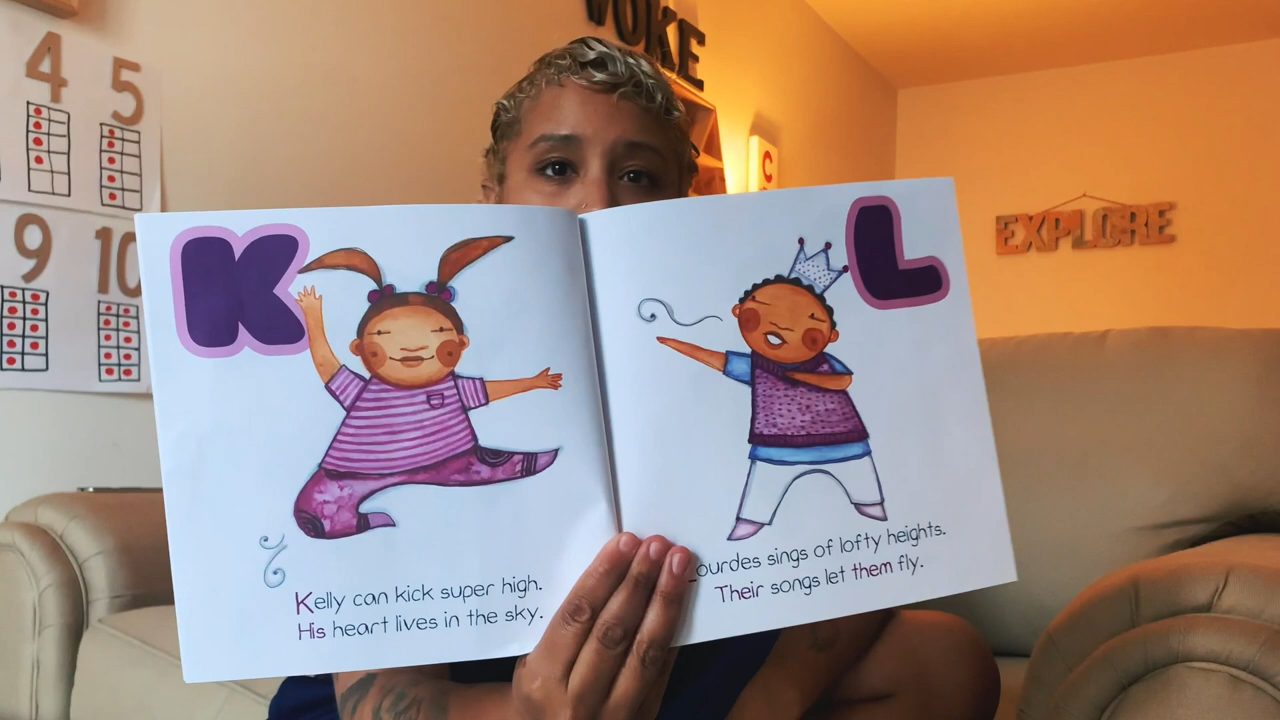 4
5
9
10
WOKE
C
EXPLORE
K
L
Kelly can kick super high.
His heart lives in the sky.
Lourdes sings of lofty heights.
Their songs let them fly.